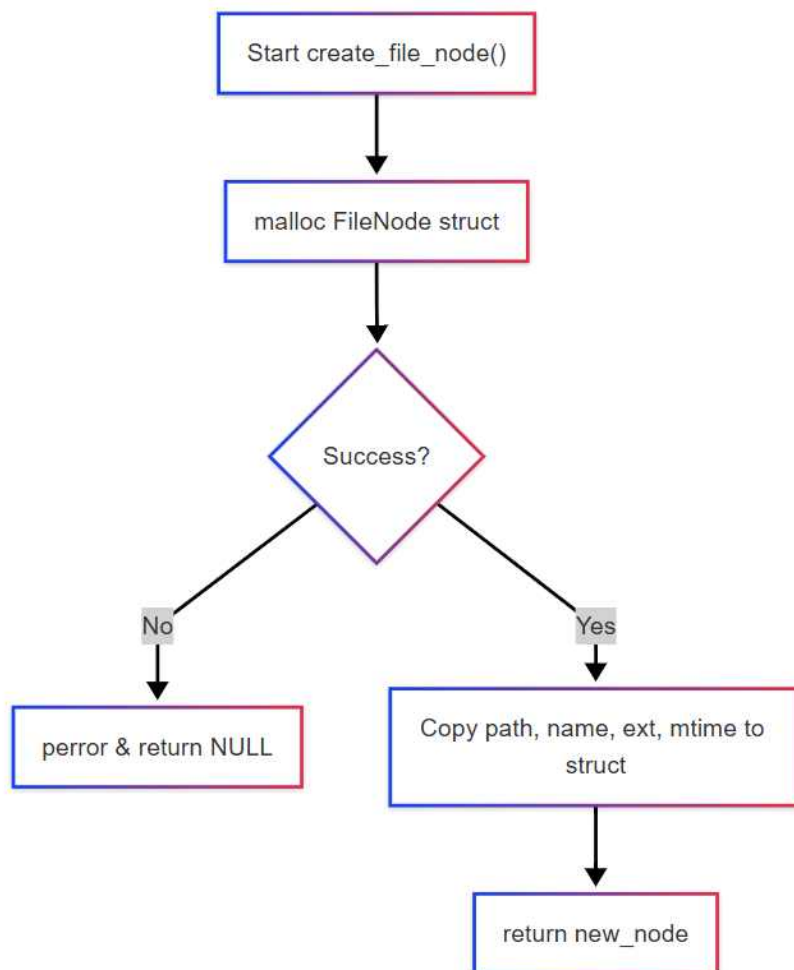 Start create_file_node()
malloc FileNode struct
Success?
No
Yes
perror & return NULL
Copy path, name, ext, mtime to
struct
return new_node